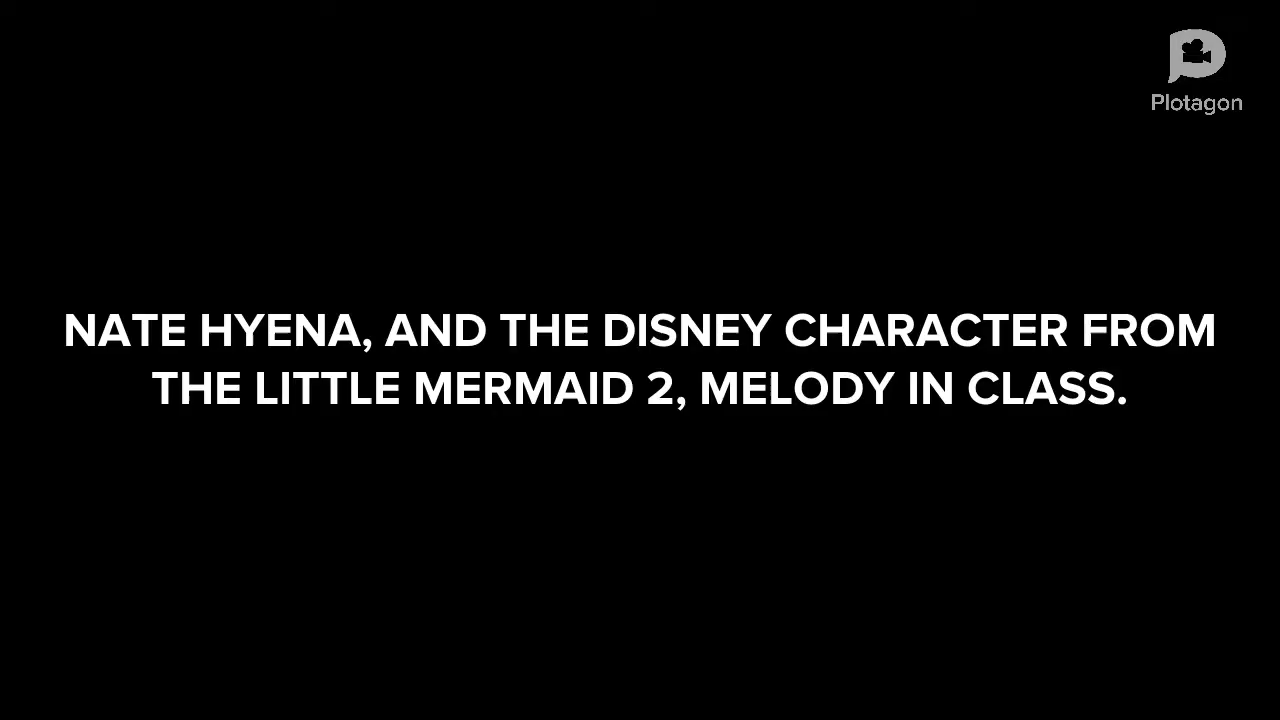 Plotagon
NATE HYENA, AND THE DISNEY CHARACTER FROM
THE LITTLE MERMAID 2, MELODY IN CLASS.